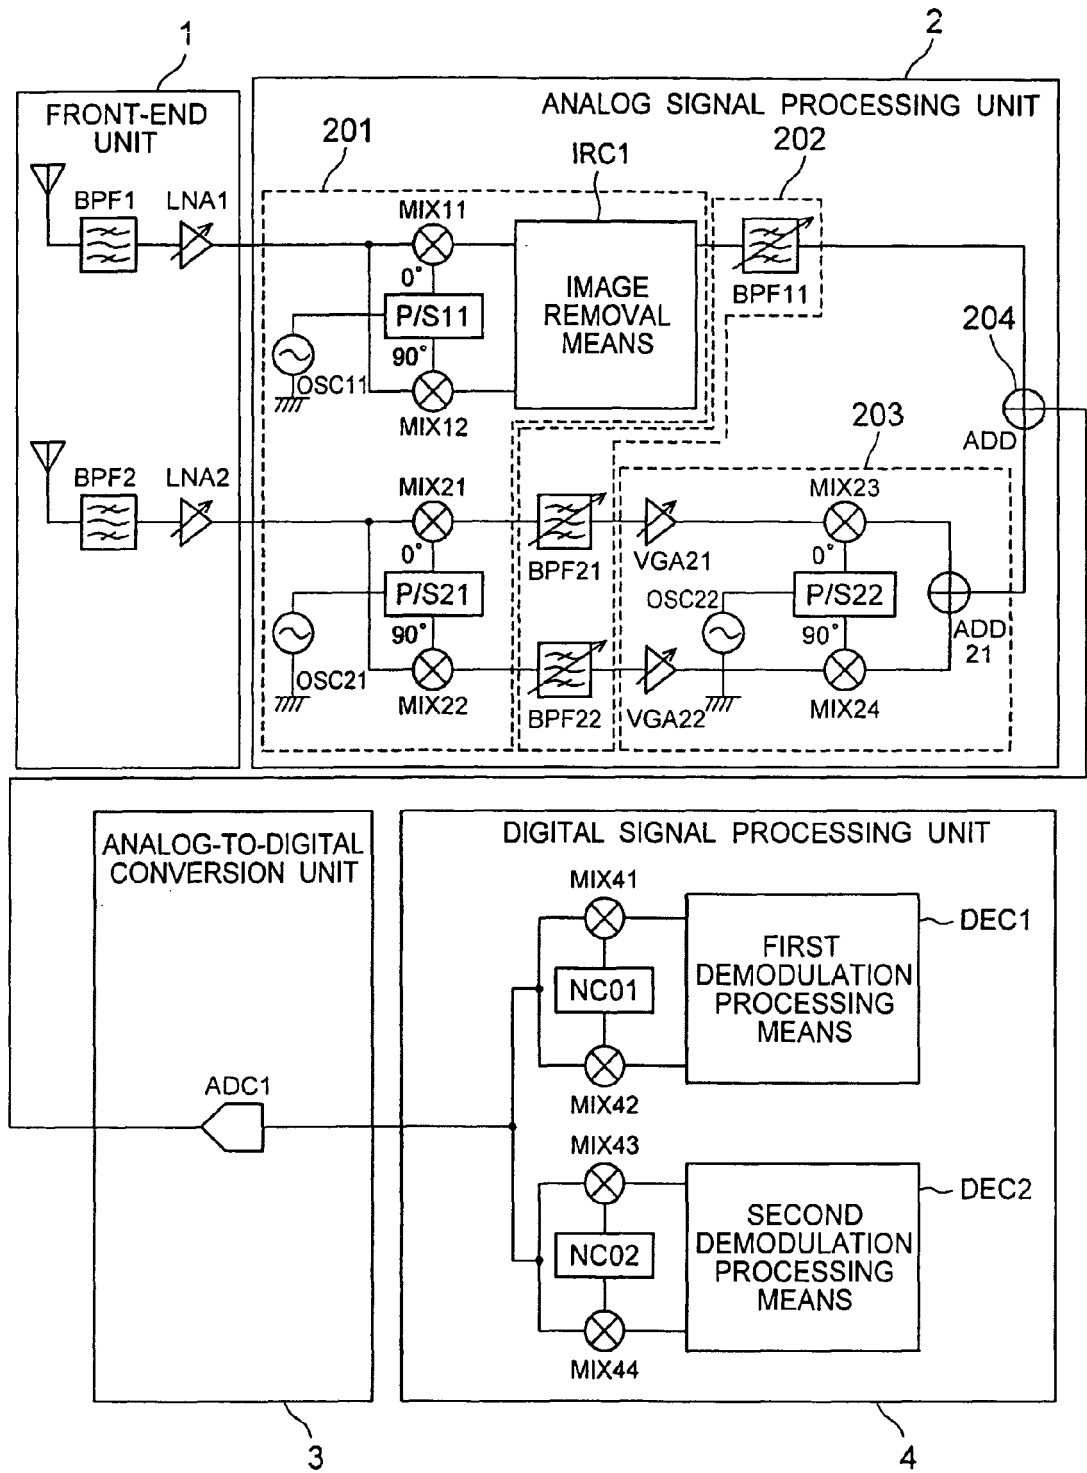 1
2
FRONT-END
UNIT
ANALOG SIGNAL PROCESSING UNIT
201
IRC1
202
BPF1
LNA1
MIX11
0°
P/S11
90°
OSC11
MIX12
IMAGE
REMOVAL
MEANS
BPF11
204
ADD
203
BPF2
LNA2
MIX21
0°
P/S21
90°
OSC21
MIX22
BPF21
BPF22
VGA21
VGA22
OSC22
MIX23
0°
P/S22
90°
MIX24
ADD
21
ANALOG-TO-DIGITAL
CONVERSION UNIT
ADC1
3
DIGITAL SIGNAL PROCESSING UNIT
MIX41
NC01
MIX42
FIRST
DEMODULATION
PROCESSING
MEANS
DEC1
MIX43
NC02
MIX44
SECOND
DEMODULATION
PROCESSING
MEANS
DEC2
4